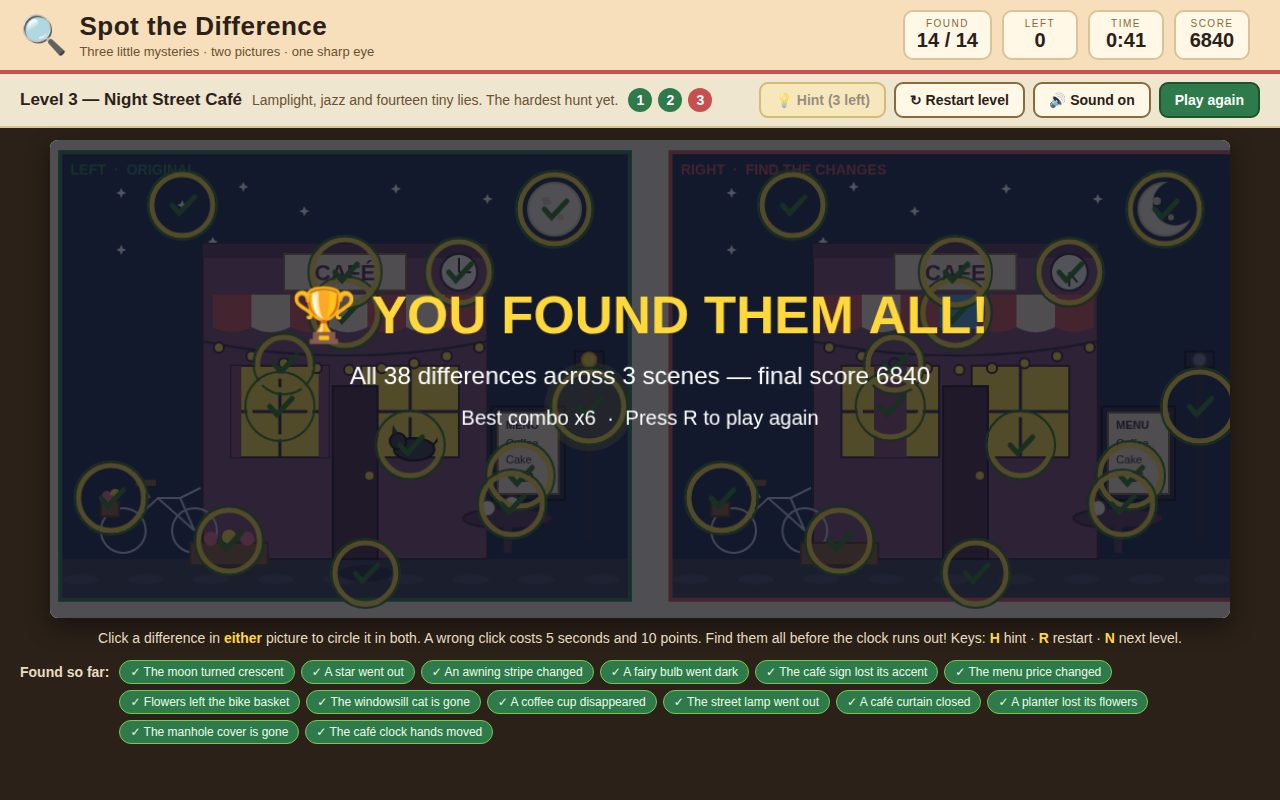 Spot the Difference
Three little mysteries · two pictures · one sharp eye
FOUND
14 / 14
LEFT
0
TIME
0:41
SCORE
6840
Level 3 — Night Street Café
Lamplight, jazz and fourteen tiny lies. The hardest hunt yet.
1
2
3
💡 Hint (3 left)
↻ Restart level
🔊 Sound on
Play again
LEFT · ORIGINAL
RIGHT · FIND THE CHANGES
CAFÉ
CAFE
🏆 YOU FOUND THEM ALL!
All 38 differences across 3 scenes — final score 6840
Best combo x6 · Press R to play again
MENU
Coffee
Cake
MENU
Coffee
Cake
Click a difference in either picture to circle it in both. A wrong click costs 5 seconds and 10 points. Find them all before the clock runs out! Keys: H hint · R restart · N next level.
Found so far:
✓ The moon turned crescent
✓ A star went out
✓ An awning stripe changed
✓ A fairy bulb went dark
✓ The café sign lost its accent
✓ The menu price changed
✓ Flowers left the bike basket
✓ The windowsill cat is gone
✓ A coffee cup disappeared
✓ The street lamp went out
✓ A café curtain closed
✓ A planter lost its flowers
✓ The manhole cover is gone
✓ The café clock hands moved